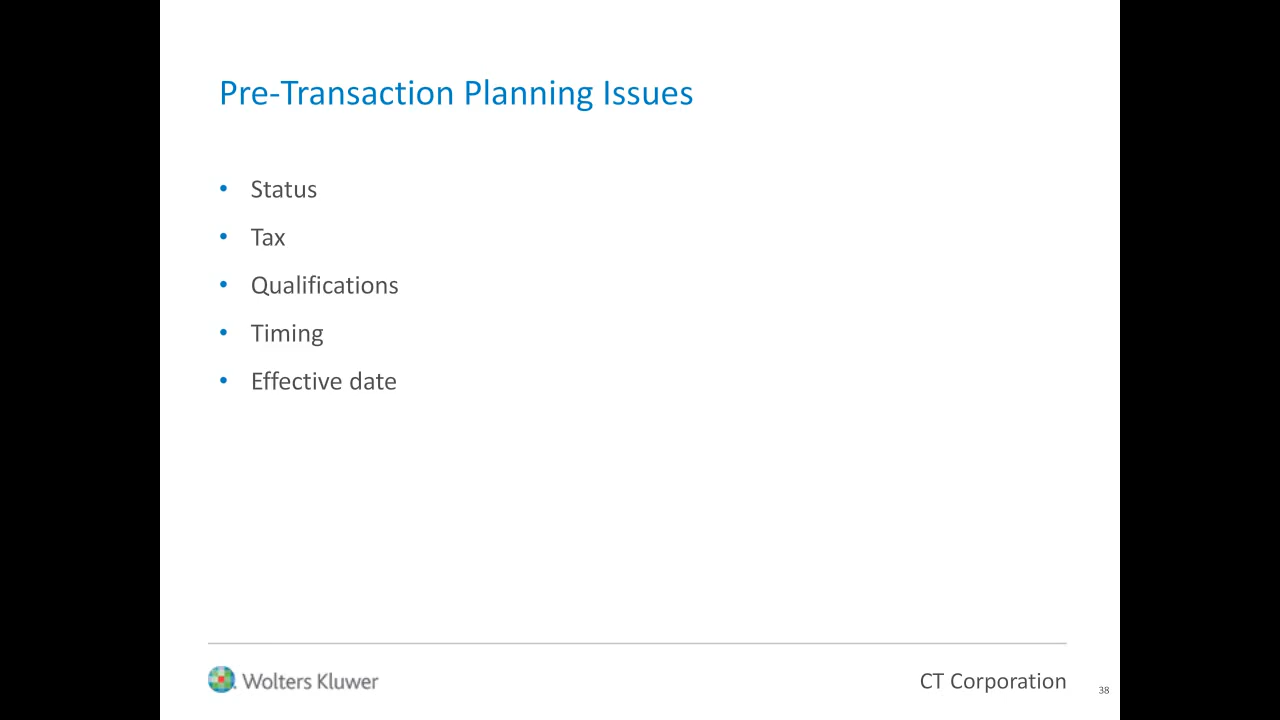 Pre-Transaction Planning Issues
• Status
• Tax
• Qualifications
• Timing
• Effective date
Wolters Kluwer
CT Corporation
38